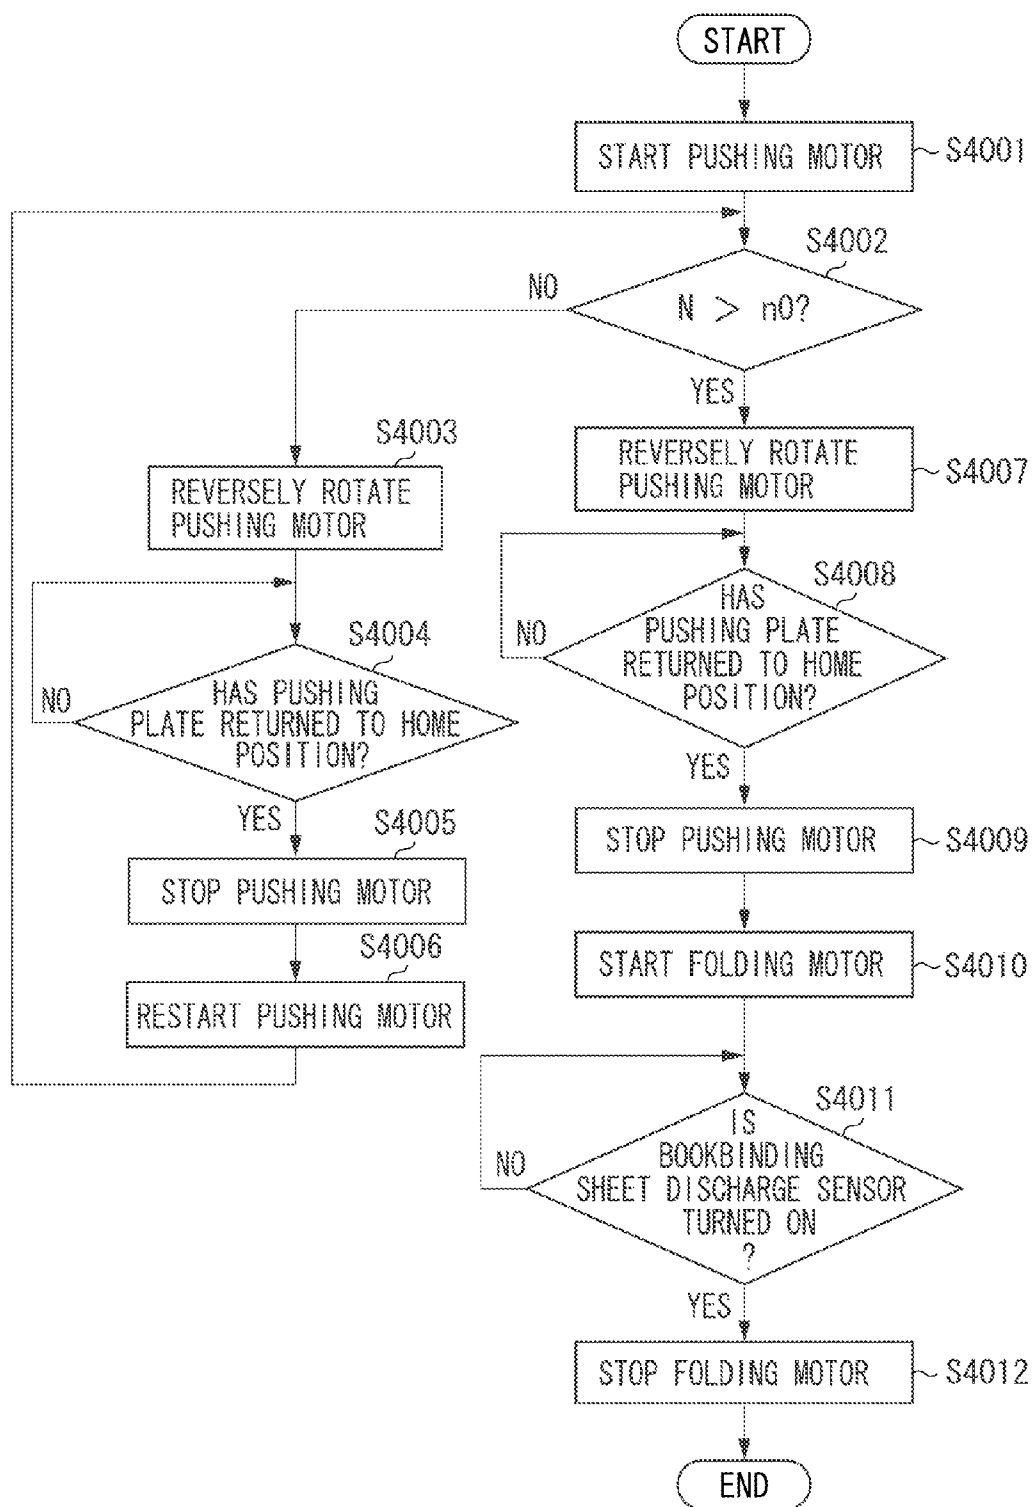 START
START PUSHING MOTOR
S4001
S4002
N > n0?
NO
YES
S4003
REVERSELY ROTATE
PUSHING MOTOR
S4004
HAS PUSHING
PLATE RETURNED TO HOME
POSITION?
NO
YES
S4005
STOP PUSHING MOTOR
S4006
RESTART PUSHING MOTOR
REVERSELY ROTATE
PUSHING MOTOR
S4007
S4008
HAS
PUSHING PLATE
RETURNED TO HOME
POSITION?
NO
YES
STOP PUSHING MOTOR
S4009
START FOLDING MOTOR
S4010
S4011
IS
BOOKBINDING
SHEET DISCHARGE SENSOR
TURNED ON
?
NO
YES
STOP FOLDING MOTOR
S4012
END